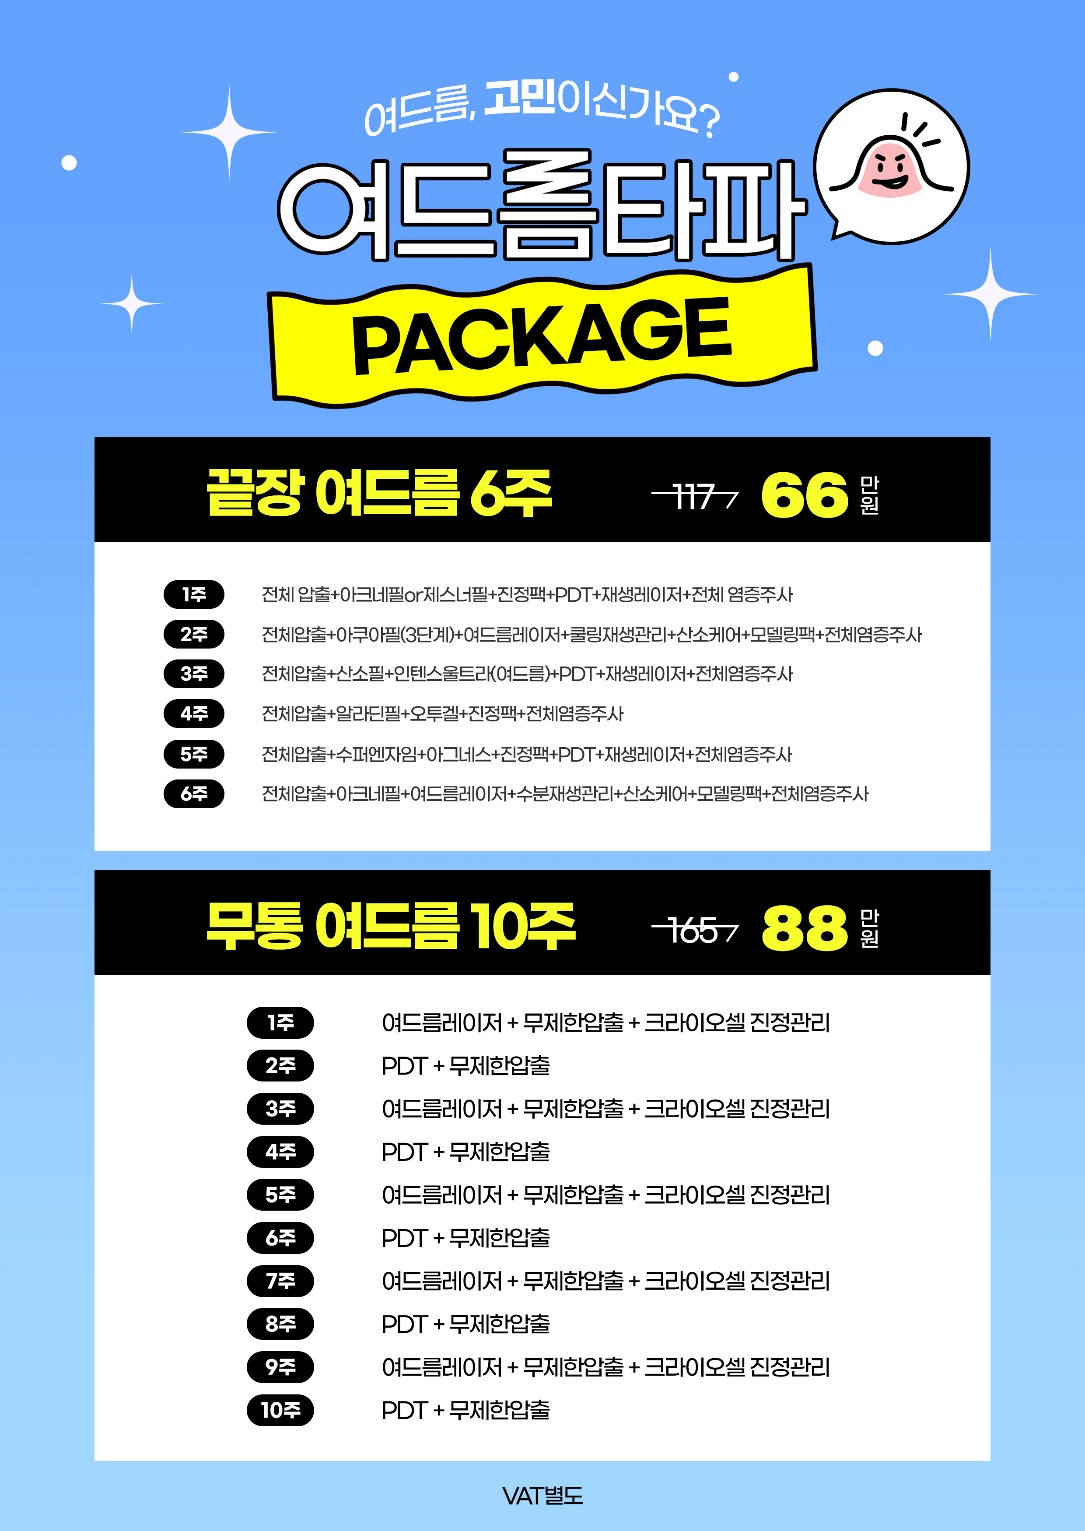 여드름, 고민이신가요?
여드름타파
PACKAGE
끝장 여드름 6주 117 66 만원
1주 전체 압출+아크네필or제스너필+진정팩+PDT+재생레이저+전체 염증주사
2주 전체압출+아쿠아필(3단계)+여드름레이저+쿨링재생관리+산소케어+모델링팩+전체염증주사
3주 전체압출+산소필+인텐스울트라(여드름)+PDT+재생레이저+전체염증주사
4주 전체압출+알라딘필+오투켈+진정팩+전체염증주사
5주 전체압출+수퍼엔자임+아그네스+진정팩+PDT+재생레이저+전체염증주사
6주 전체압출+아크네필+여드름레이저+수분재생관리+산소케어+모델링팩+전체염증주사
무통 여드름 10주 165 88 만원
1주 여드름레이저 + 무제한압출 + 크라이오셀 진정관리
2주 PDT + 무제한압출
3주 여드름레이저 + 무제한압출 + 크라이오셀 진정관리
4주 PDT + 무제한압출
5주 여드름레이저 + 무제한압출 + 크라이오셀 진정관리
6주 PDT + 무제한압출
7주 여드름레이저 + 무제한압출 + 크라이오셀 진정관리
8주 PDT + 무제한압출
9주 여드름레이저 + 무제한압출 + 크라이오셀 진정관리
10주 PDT + 무제한압출
VAT별도